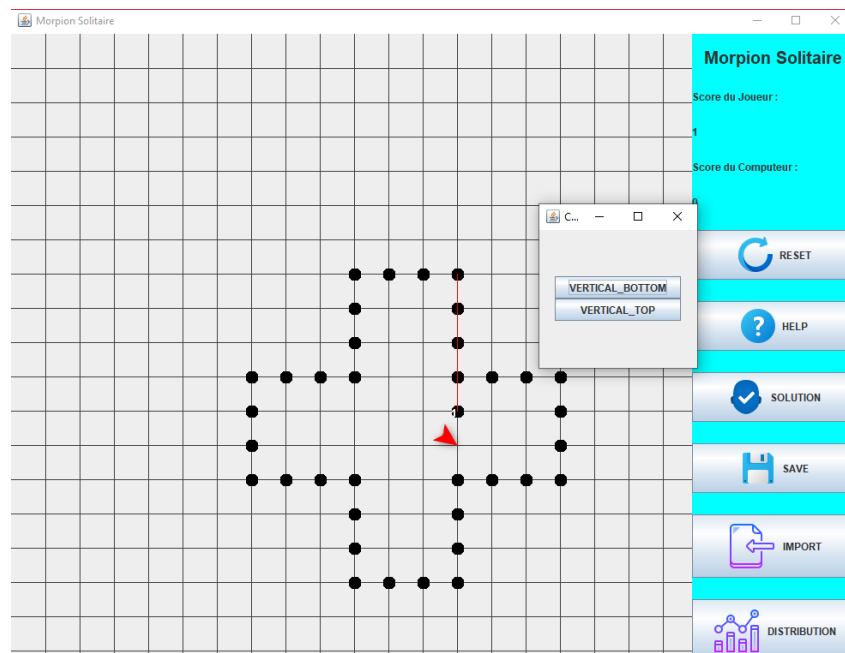 Morpion Solitaire
Morpion Solitaire
Score du Joueur :
1
Score du Computeur :
0
C...
VERTICAL_BOTTOM
VERTICAL_TOP
RESET
HELP
SOLUTION
SAVE
IMPORT
DISTRIBUTION